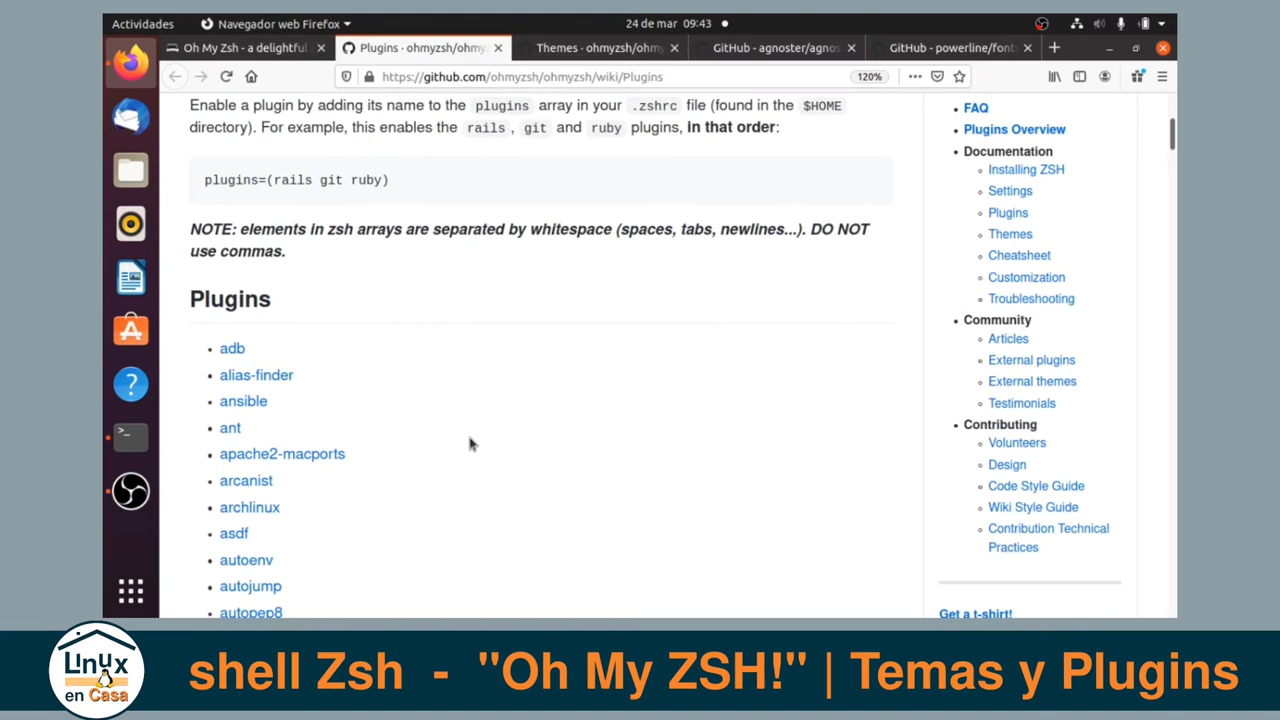 Actividades
Navegador web Firefox
24 de mar 09:43
Oh My Zsh - a delightful
Plugins · ohmyzsh/ohmy
Themes · ohmyzsh/ohmy
GitHub - agnoster/agnos
GitHub - powerline/font
https://github.com/ohmyzsh/ohmyzsh/wiki/Plugins
120%
Enable a plugin by adding its name to the plugins array in your .zshrc file (found in the $HOME
directory). For example, this enables the rails, git and ruby plugins, in that order:
plugins=(rails git ruby)
NOTE: elements in zsh arrays are separated by whitespace (spaces, tabs, newlines...). DO NOT
use commas.
Plugins
adb
alias-finder
ansible
ant
apache2-macports
arcanist
archlinux
asdf
autoenv
autojump
autopep8
FAQ
Plugins Overview
Documentation
Installing ZSH
Settings
Plugins
Themes
Cheatsheet
Customization
Troubleshooting
Community
Articles
External plugins
External themes
Testimonials
Contributing
Volunteers
Design
Code Style Guide
Wiki Style Guide
Contribution Technical
Practices
Get a t-shirt!
Linux
en Casa
shell Zsh - "Oh My ZSH!" | Temas y Plugins